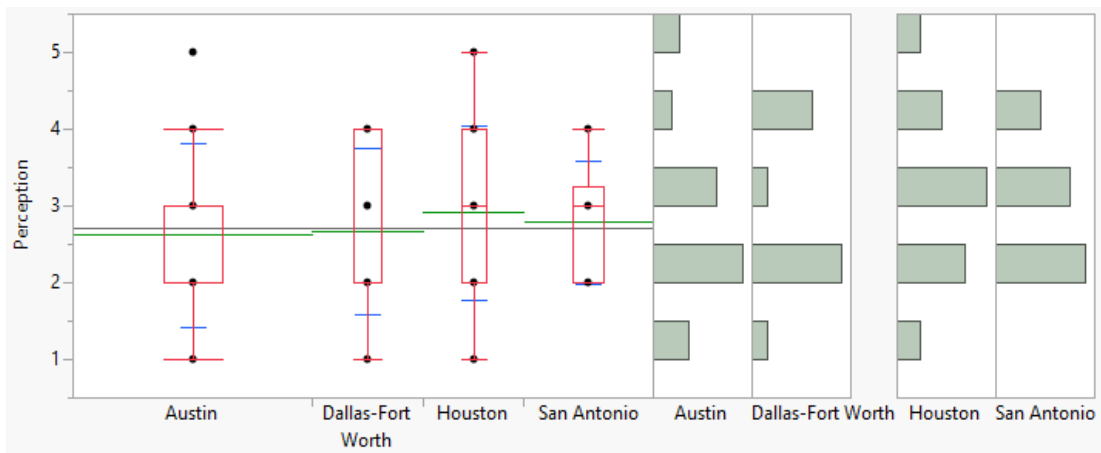 Perception
5
4
3
2
1
Austin
Dallas-Fort
Worth
Houston
San Antonio
Austin
Dallas-Fort Worth
Houston
San Antonio